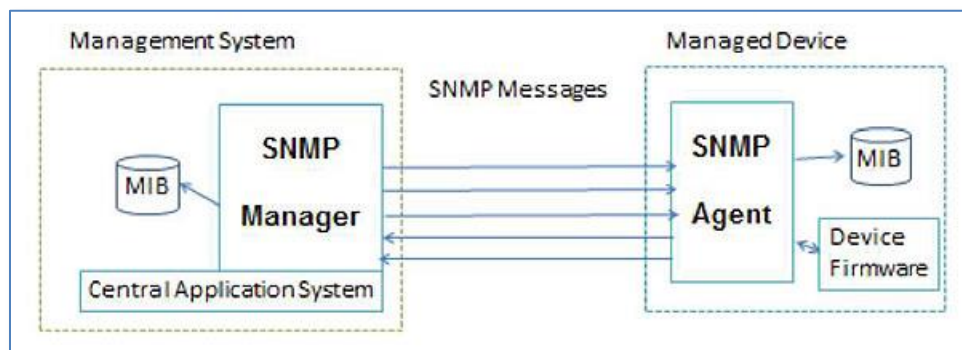 Management System
Managed Device
SNMP Messages
SNMP
Manager
MIB
Central Application System
SNMP
Agent
MIB
Device
Firmware